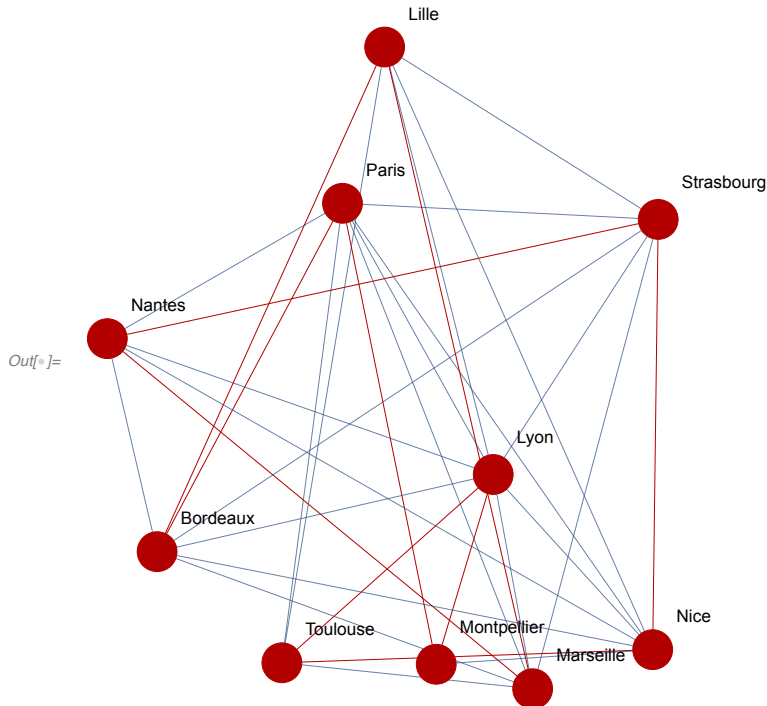 Lille
Paris
Strasbourg
Nantes
Out[•]=
Lyon
Bordeaux
Nice
Toulouse
Montpellier
Marseille